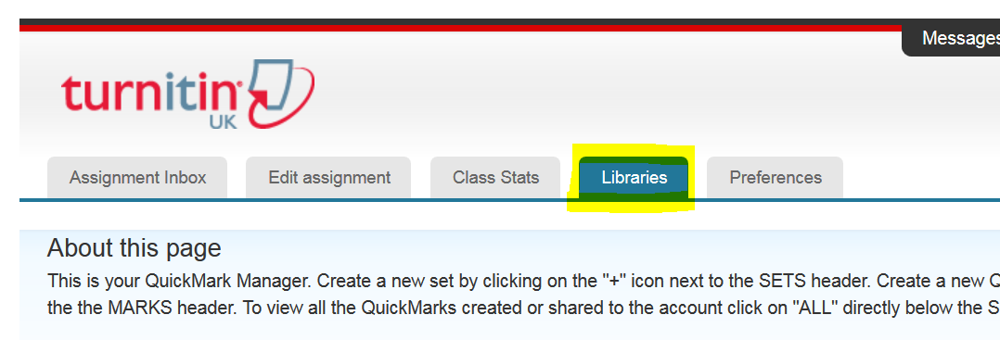 Messages
turnitin
UK
Assignment Inbox
Edit assignment
Class Stats
Libraries
Preferences
About this page
This is your QuickMark Manager. Create a new set by clicking on the "+" icon next to the SETS header. Create a new
the the MARKS header. To view all the QuickMarks created or shared to the account click on "ALL" directly below the